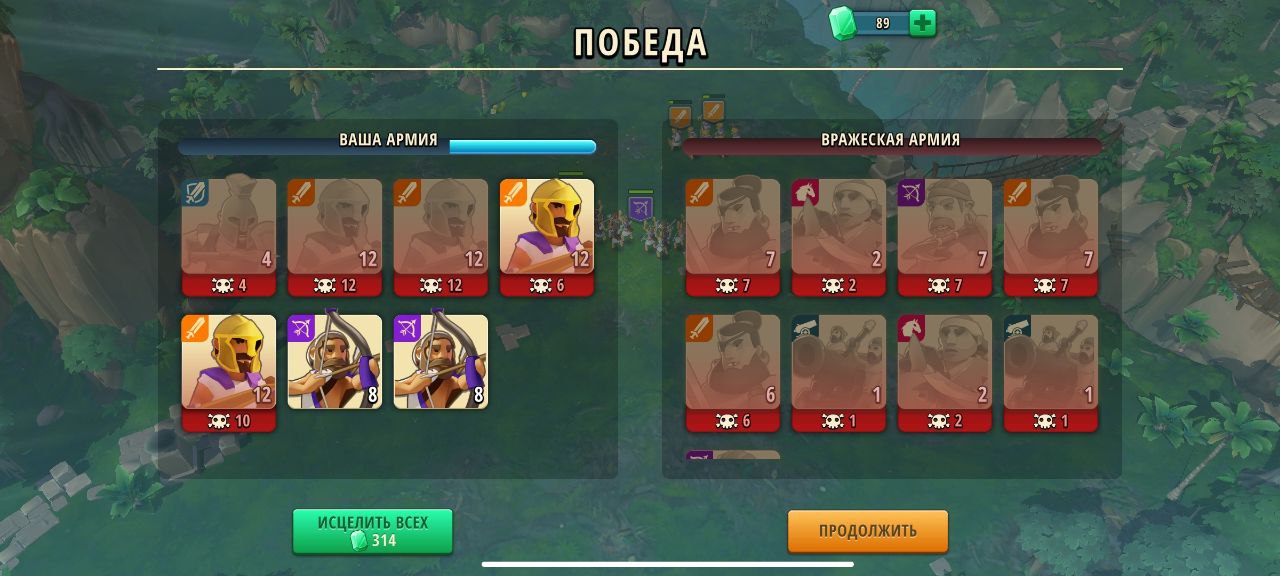 89
ПОБЕДА
ВАША АРМИЯ
ВРАЖЕСКАЯ АРМИЯ
4 12 12 12
4 12 12 6
7 2 7 7
7 2 7 7
12 8 8
10
6 1 2 1
6 1 2 1
ИСЦЕЛИТЬ ВСЕХ
314
ПРОДОЛЖИТЬ